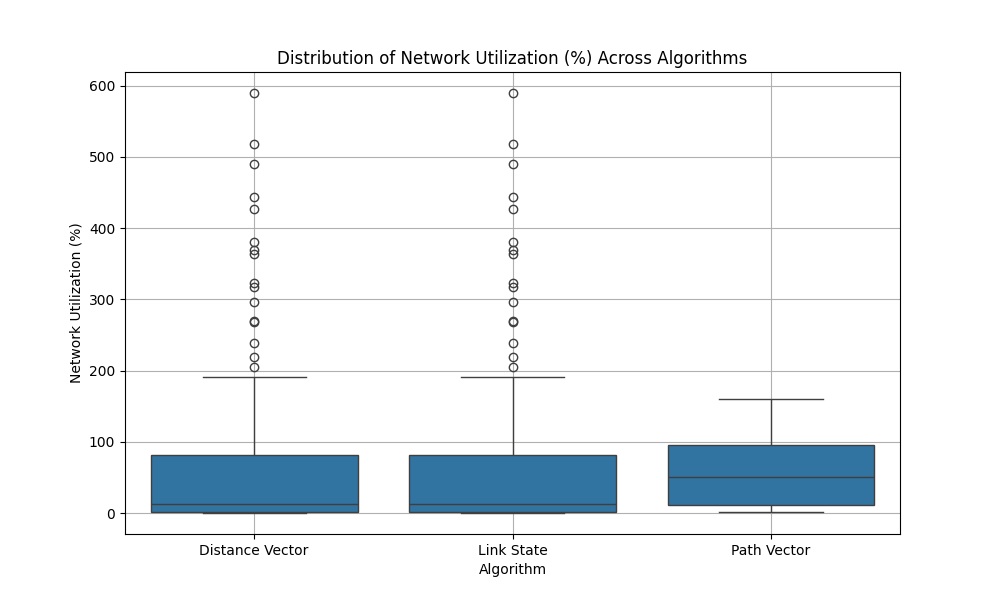 Distribution of Network Utilization (%) Across Algorithms
600
500
400
300
200
100
0
Network Utilization (%)
Distance Vector
Link State
Path Vector
Algorithm